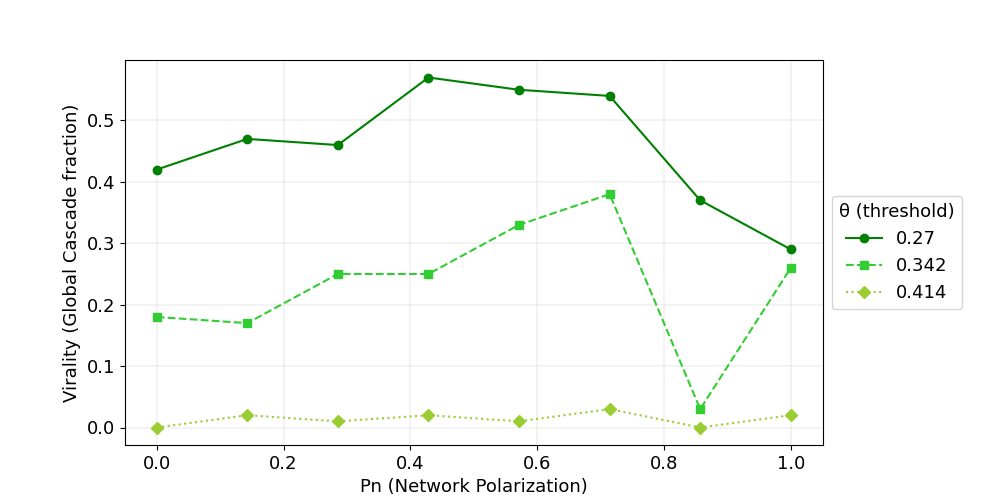 Virality (Global Cascade fraction)
0.5
0.4
0.3
0.2
0.1
0.0
0.0 0.2 0.4 0.6 0.8 1.0
Pn (Network Polarization)
θ (threshold)
0.27
0.342
0.414